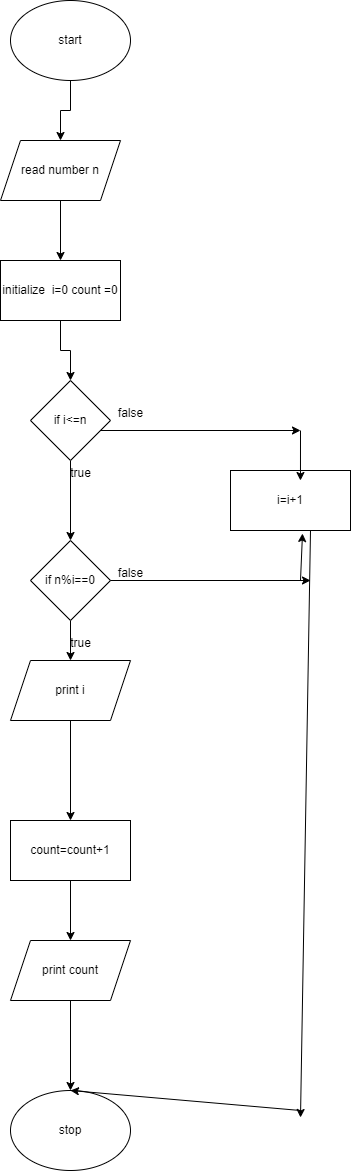 start
read number n
initialize  i=0 count =0
if i<=n
false
true
i=i+1
if n%i==0
false
true
print i
count=count+1
print count
stop